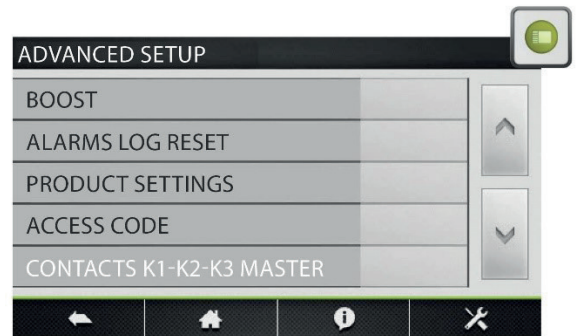 ADVANCED SETUP
BOOST
ALARMS LOG RESET
PRODUCT SETTINGS
ACCESS CODE
CONTACTS K1-K2-K3 MASTER